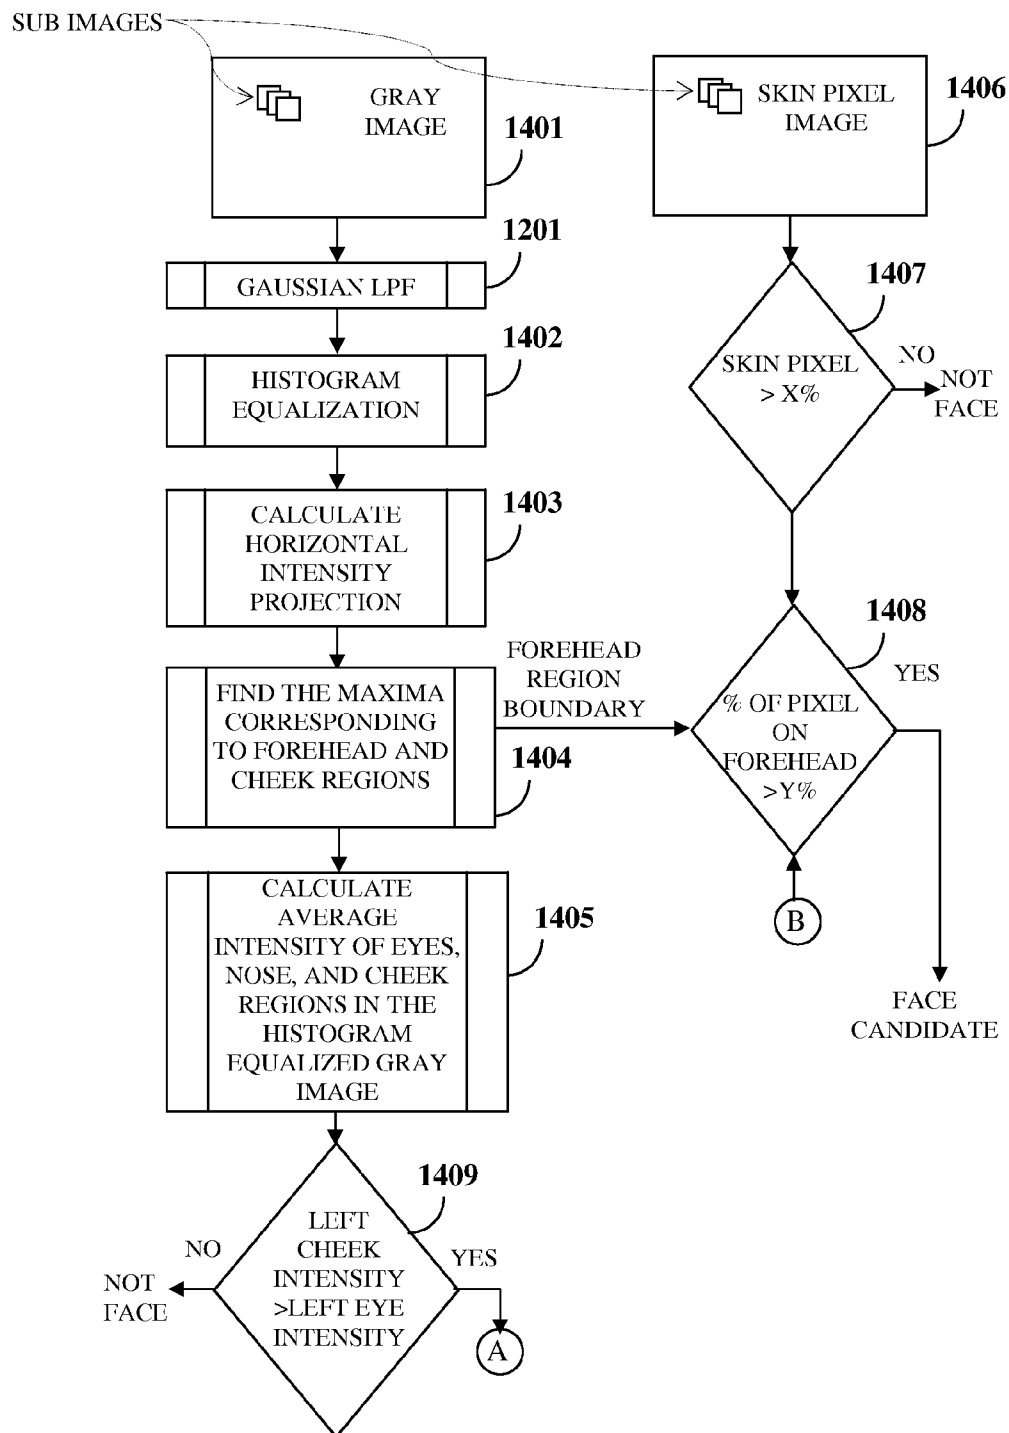 SUB IMAGES
GRAY
IMAGE
1401
SKIN PIXEL
IMAGE
1406
1201
GAUSSIAN LPF
1402
HISTOGRAM
EQUALIZATION
1403
CALCULATE
HORIZONTAL
INTENSITY
PROJECTION
1407
SKIN PIXEL
> X%
NO
NOT
FACE
FIND THE MAXIMA
CORRESPONDING
TO FOREHEAD AND
CHEEK REGIONS
1404
FOREHEAD
REGION
BOUNDARY
1408
YES
% OF PIXEL
ON
FOREHEAD
>Y%
B
FACE
CANDIDATE
CALCULATE
AVERAGE
INTENSITY OF EYES,
NOSE, AND CHEEK
REGIONS IN THE
HISTOGRAM
EQUALIZED GRAY
IMAGE
1405
1409
LEFT
CHEEK
INTENSITY
>LEFT EYE
INTENSITY
NO
NOT
FACE
YES
A